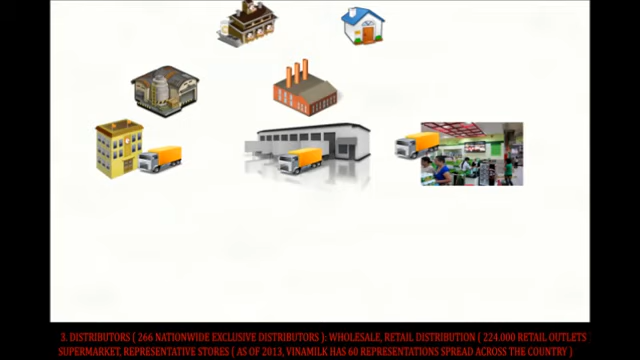 3. DISTRIBUTORS ( 266 NATIONWIDE EXCLUSIVE DISTRIBUTORS ): WHOLESALE, RETAIL DISTRIBUTION ( 224.000 RETAIL OUTLETS
SUPERMARKET, REPRESENTATIVE STORES ( AS OF 2013, VINAMILK HAS 60 REPRESENTATIONS SPREAD ACROSS THE COUNTRY )